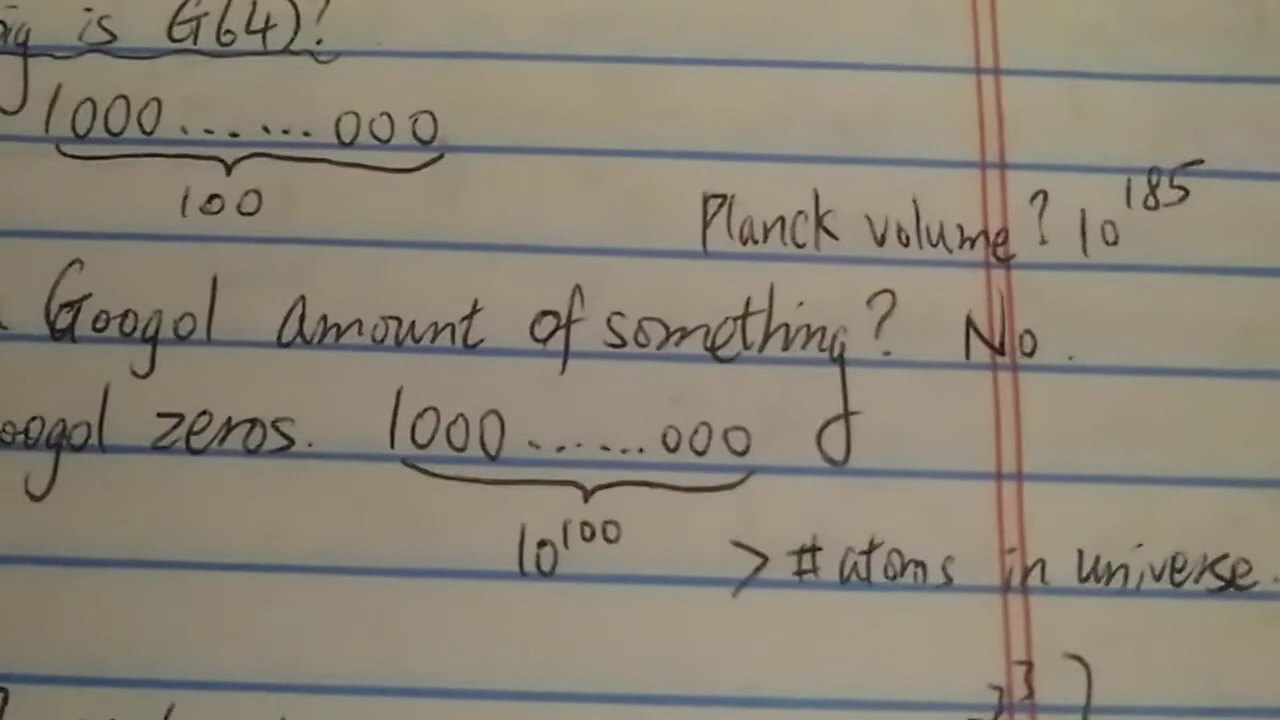 is G64)!
1000......000
100
Planck volume? 10^185
Googol amount of something? No.
zeros. 1000......000
10^100 > # atoms in universe.
3)